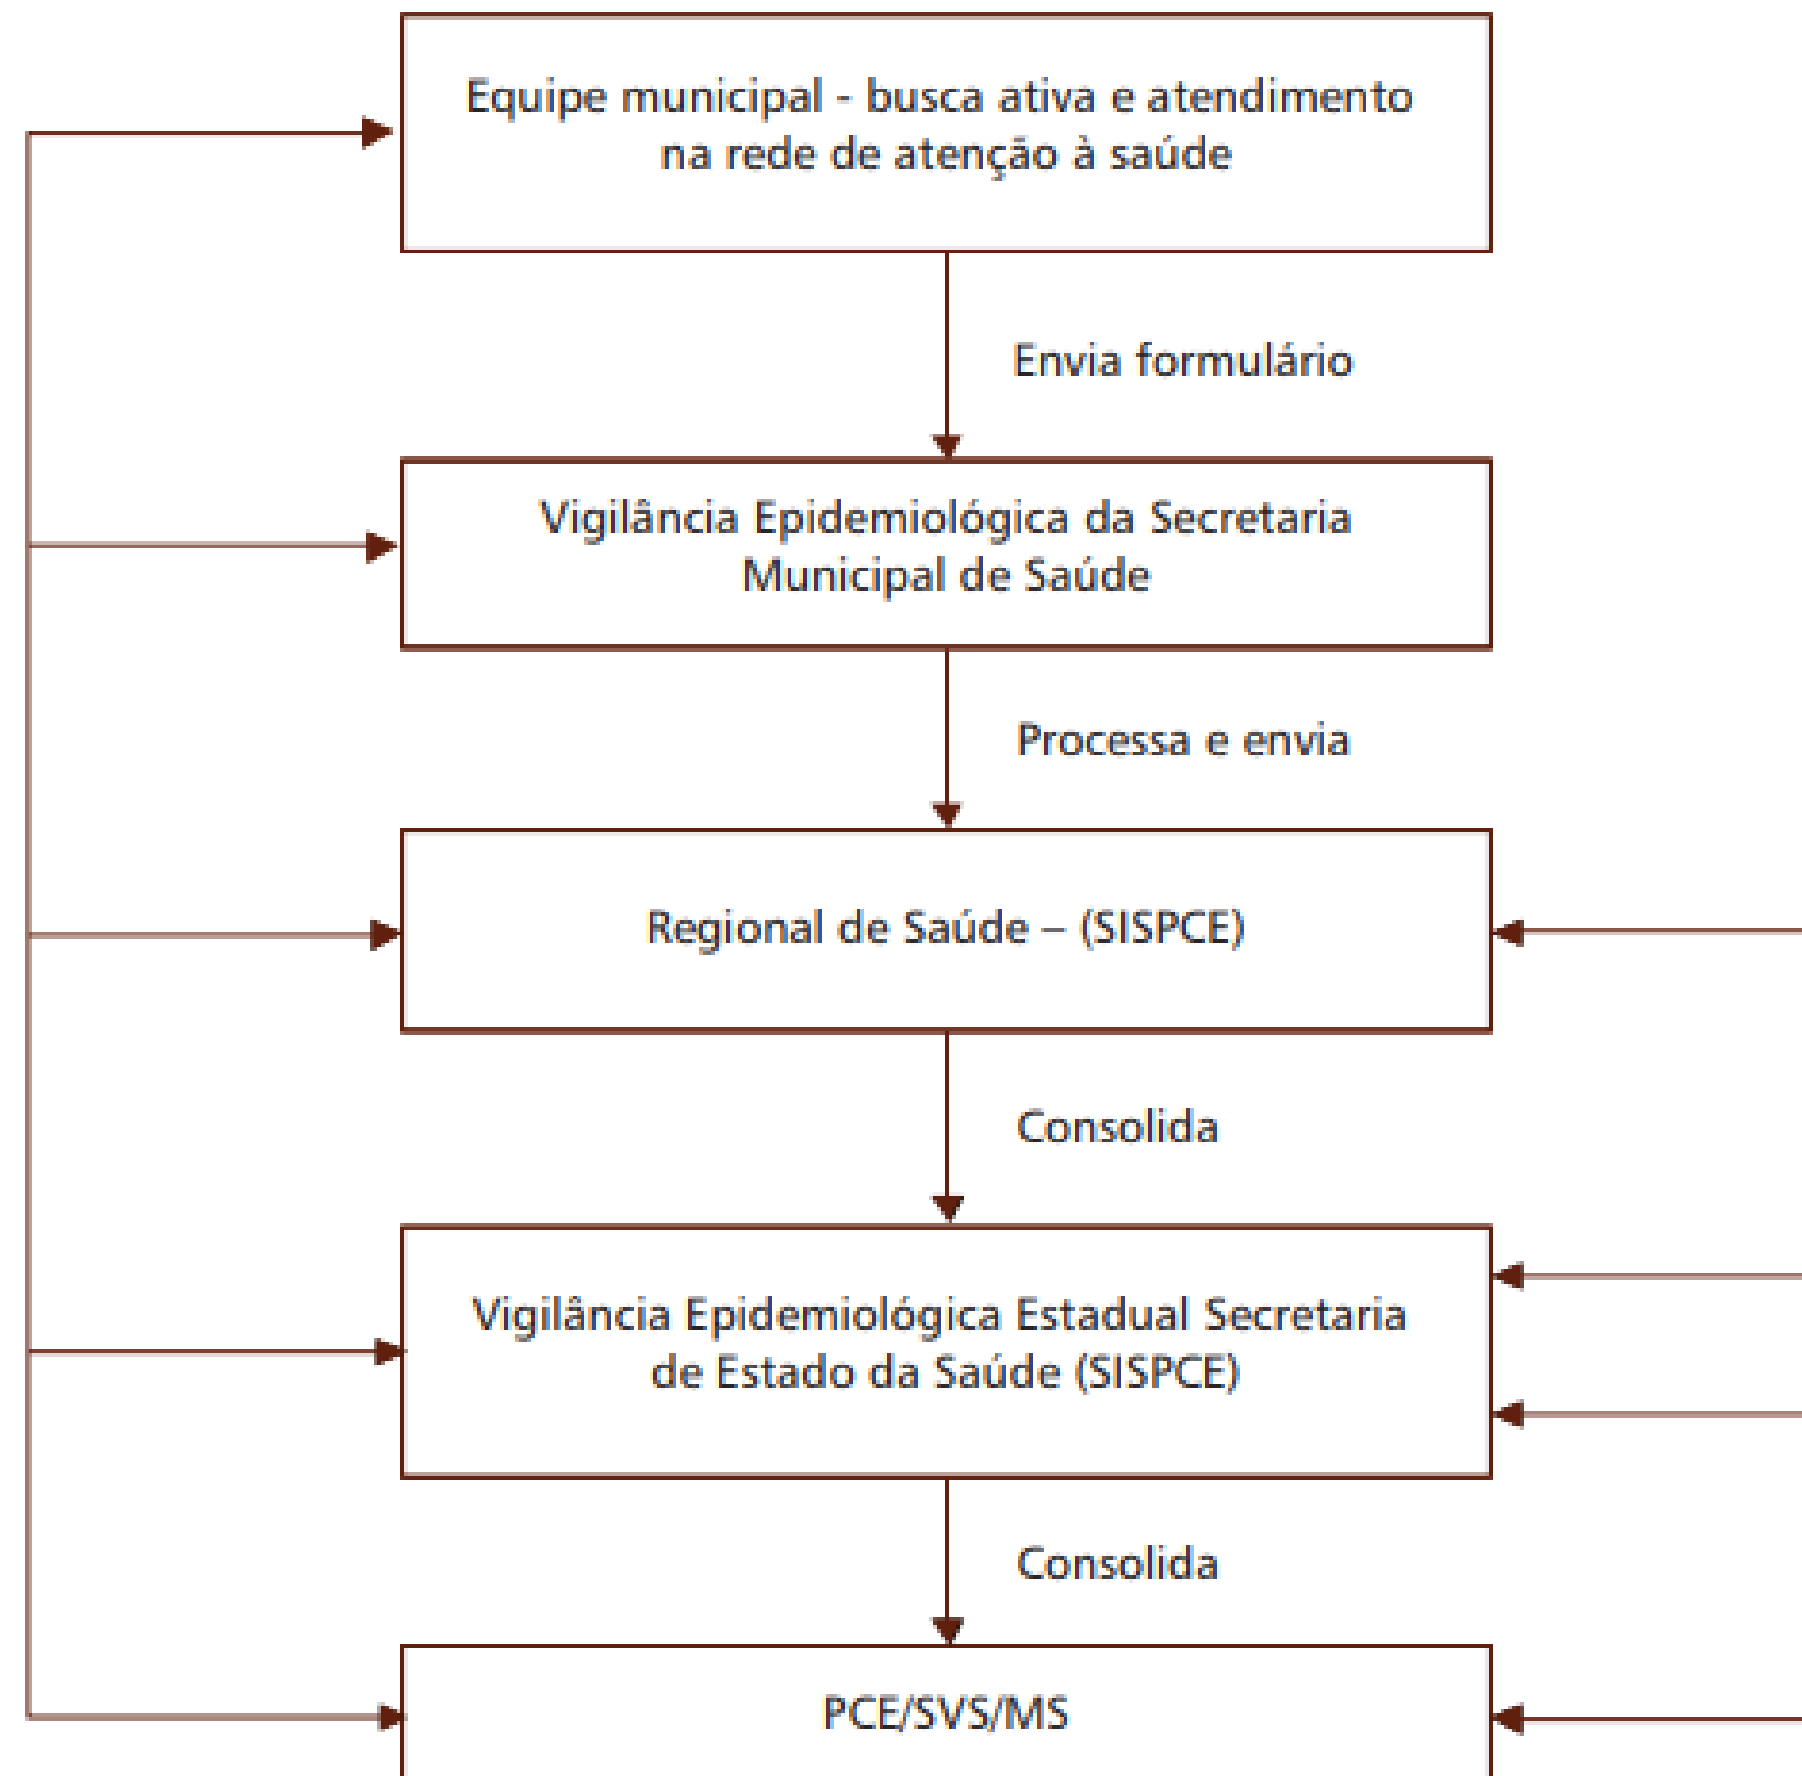 Equipe municipal - busca ativa e atendimento
na rede de atenção à saúde
Envia formulário
Vigilância Epidemiológica da Secretaria
Municipal de Saúde
Processa e envia
Regional de Saúde – (SISPCE)
Consolida
Vigilância Epidemiológica Estadual Secretaria
de Estado da Saúde (SISPCE)
Consolida
PCE/SVS/MS